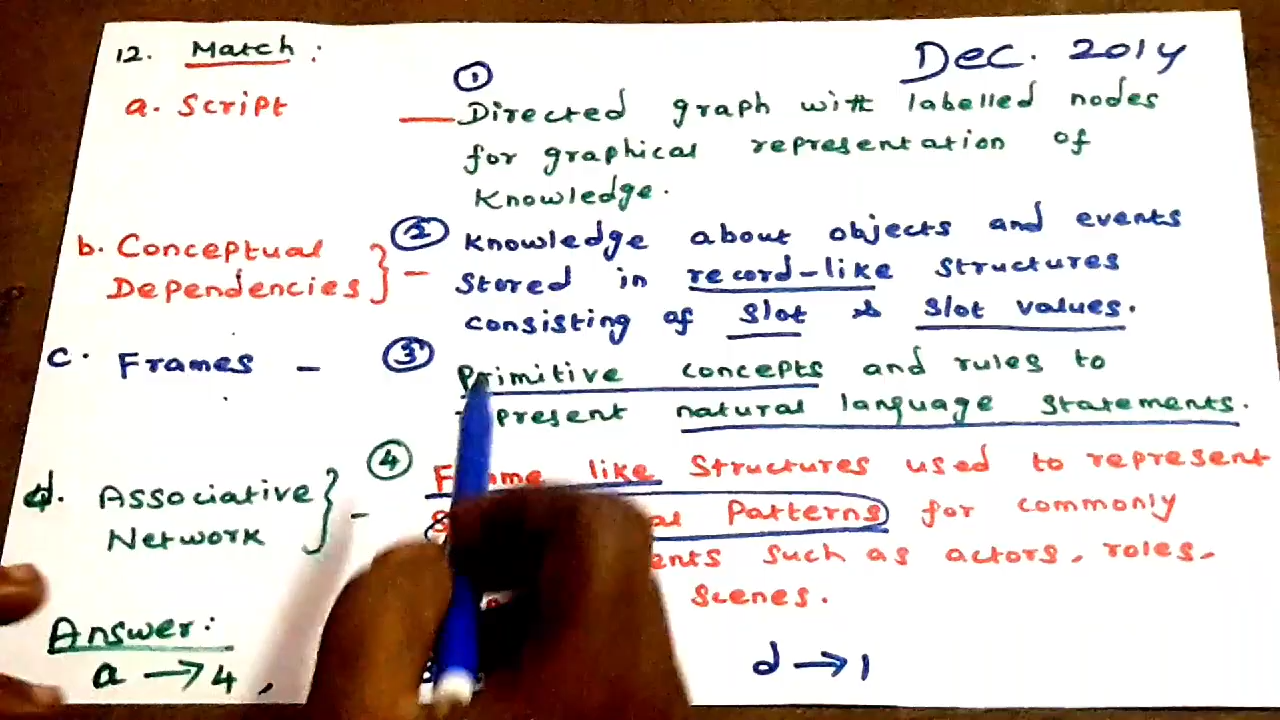 12. Match :
Dec. 2014
a. Script
①
Directed graph with labelled nodes
for graphical representation of
Knowledge.
b. Conceptual
Dependencies
② Knowledge about objects and events
Stored in record-like Structures
consisting of Slot & Slot values.
c. Frames - ③ Primitive concepts and rules to
present natural language statements.
d. Associative
Network -
④ Frame like Structures used to represent
Patterns for commonly
such as actors, roles,
Scenes.
Answer:
a → 4,
d → 1